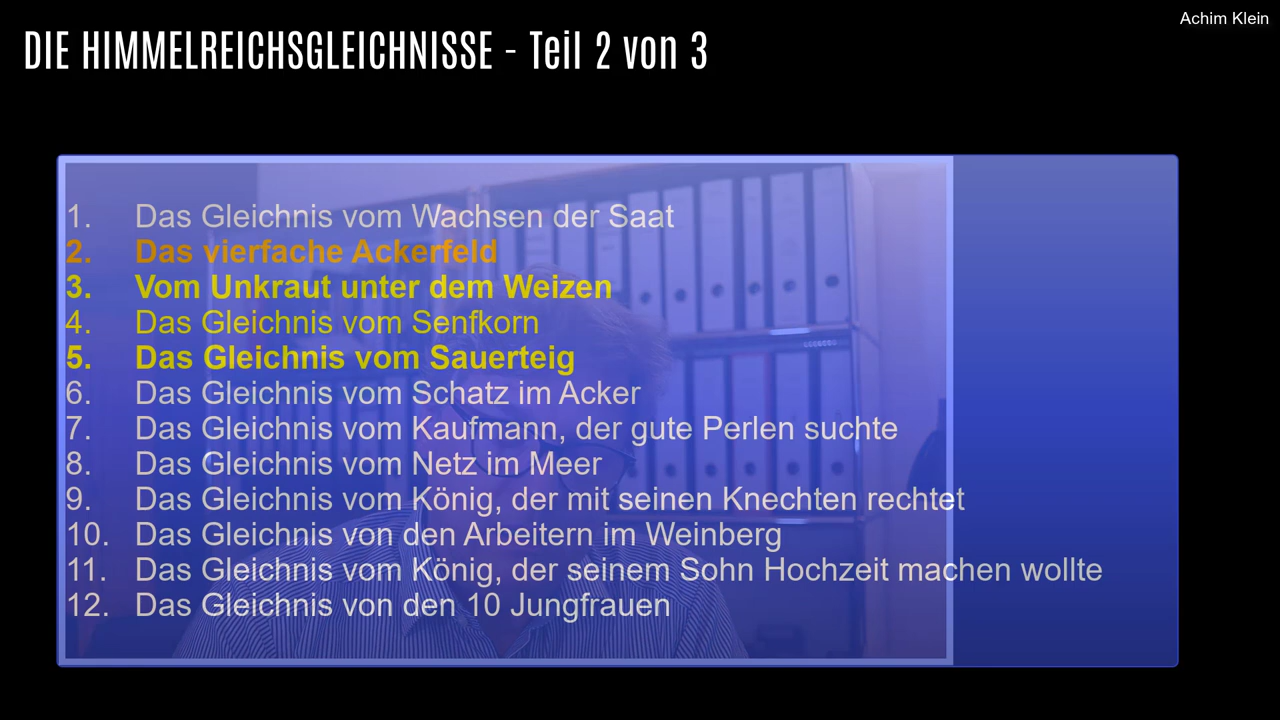 Achim Klein
DIE HIMMELREICHSGLEICHNISSE - Teil 2 von 3
1. Das Gleichnis vom Wachsen der Saat
2. Das vierfache Ackerfeld
3. Vom Unkraut unter dem Weizen
4. Das Gleichnis vom Senfkorn
5. Das Gleichnis vom Sauerteig
6. Das Gleichnis vom Schatz im Acker
7. Das Gleichnis vom Kaufmann, der gute Perlen suchte
8. Das Gleichnis vom Netz im Meer
9. Das Gleichnis vom König, der mit seinen Knechten rechtet
10. Das Gleichnis von den Arbeitern im Weinberg
11. Das Gleichnis vom König, der seinem Sohn Hochzeit machen wollte
12. Das Gleichnis von den 10 Jungfrauen